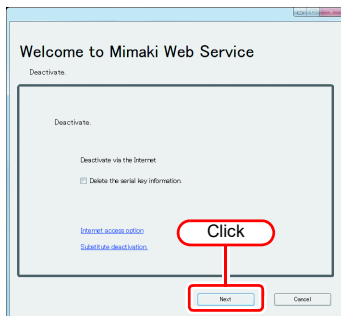 Welcome to Mimaki Web Service
Deactivate.
Deactivate.
Deactivate via the Internet
Delete the serial key information.
Internet access option
Click
Substitute deactivation.
Next
Cancel